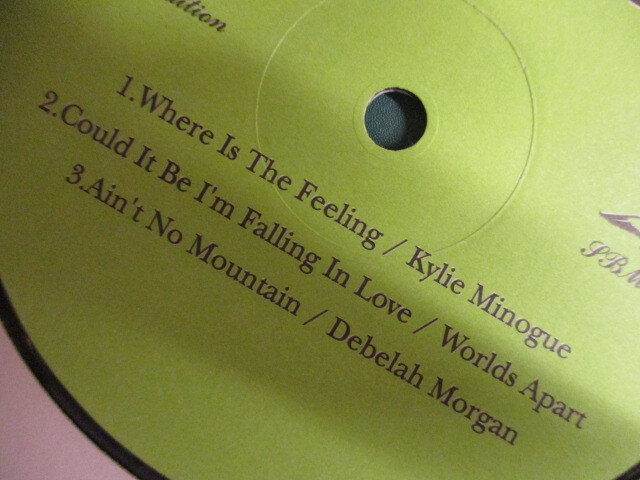 1.Where Is The Feeling / Kylie Minogue
2.Could It Be I'm Falling In Love / Worlds Apart
3.Ain't No Mountain / Debelah Morgan